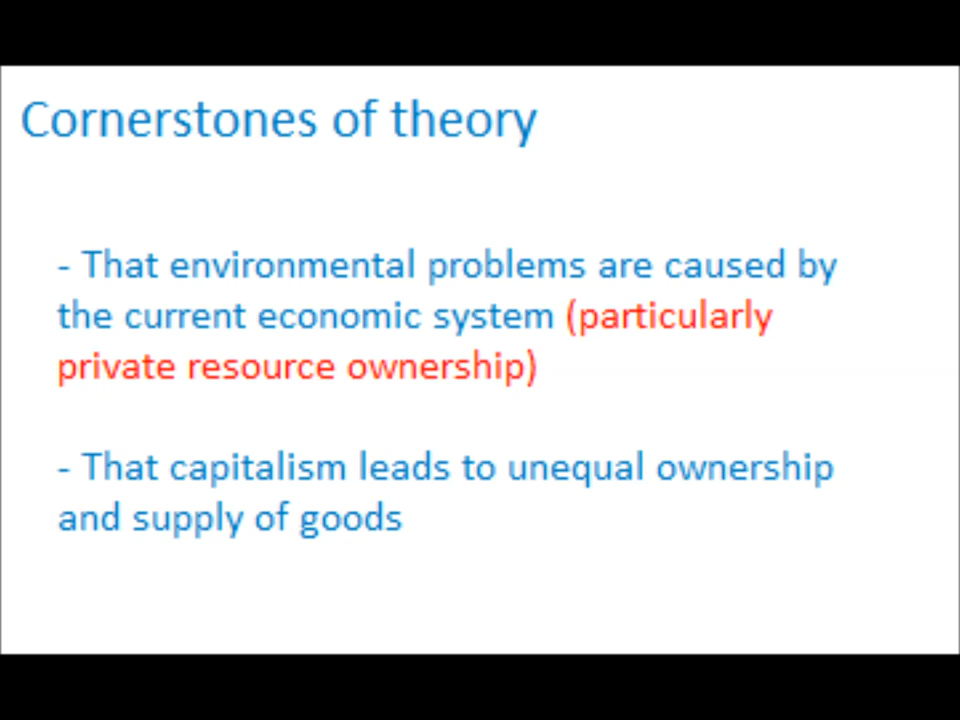 Cornerstones of theory
- That environmental problems are caused by
the current economic system (particularly
private resource ownership)
- That capitalism leads to unequal ownership
and supply of goods